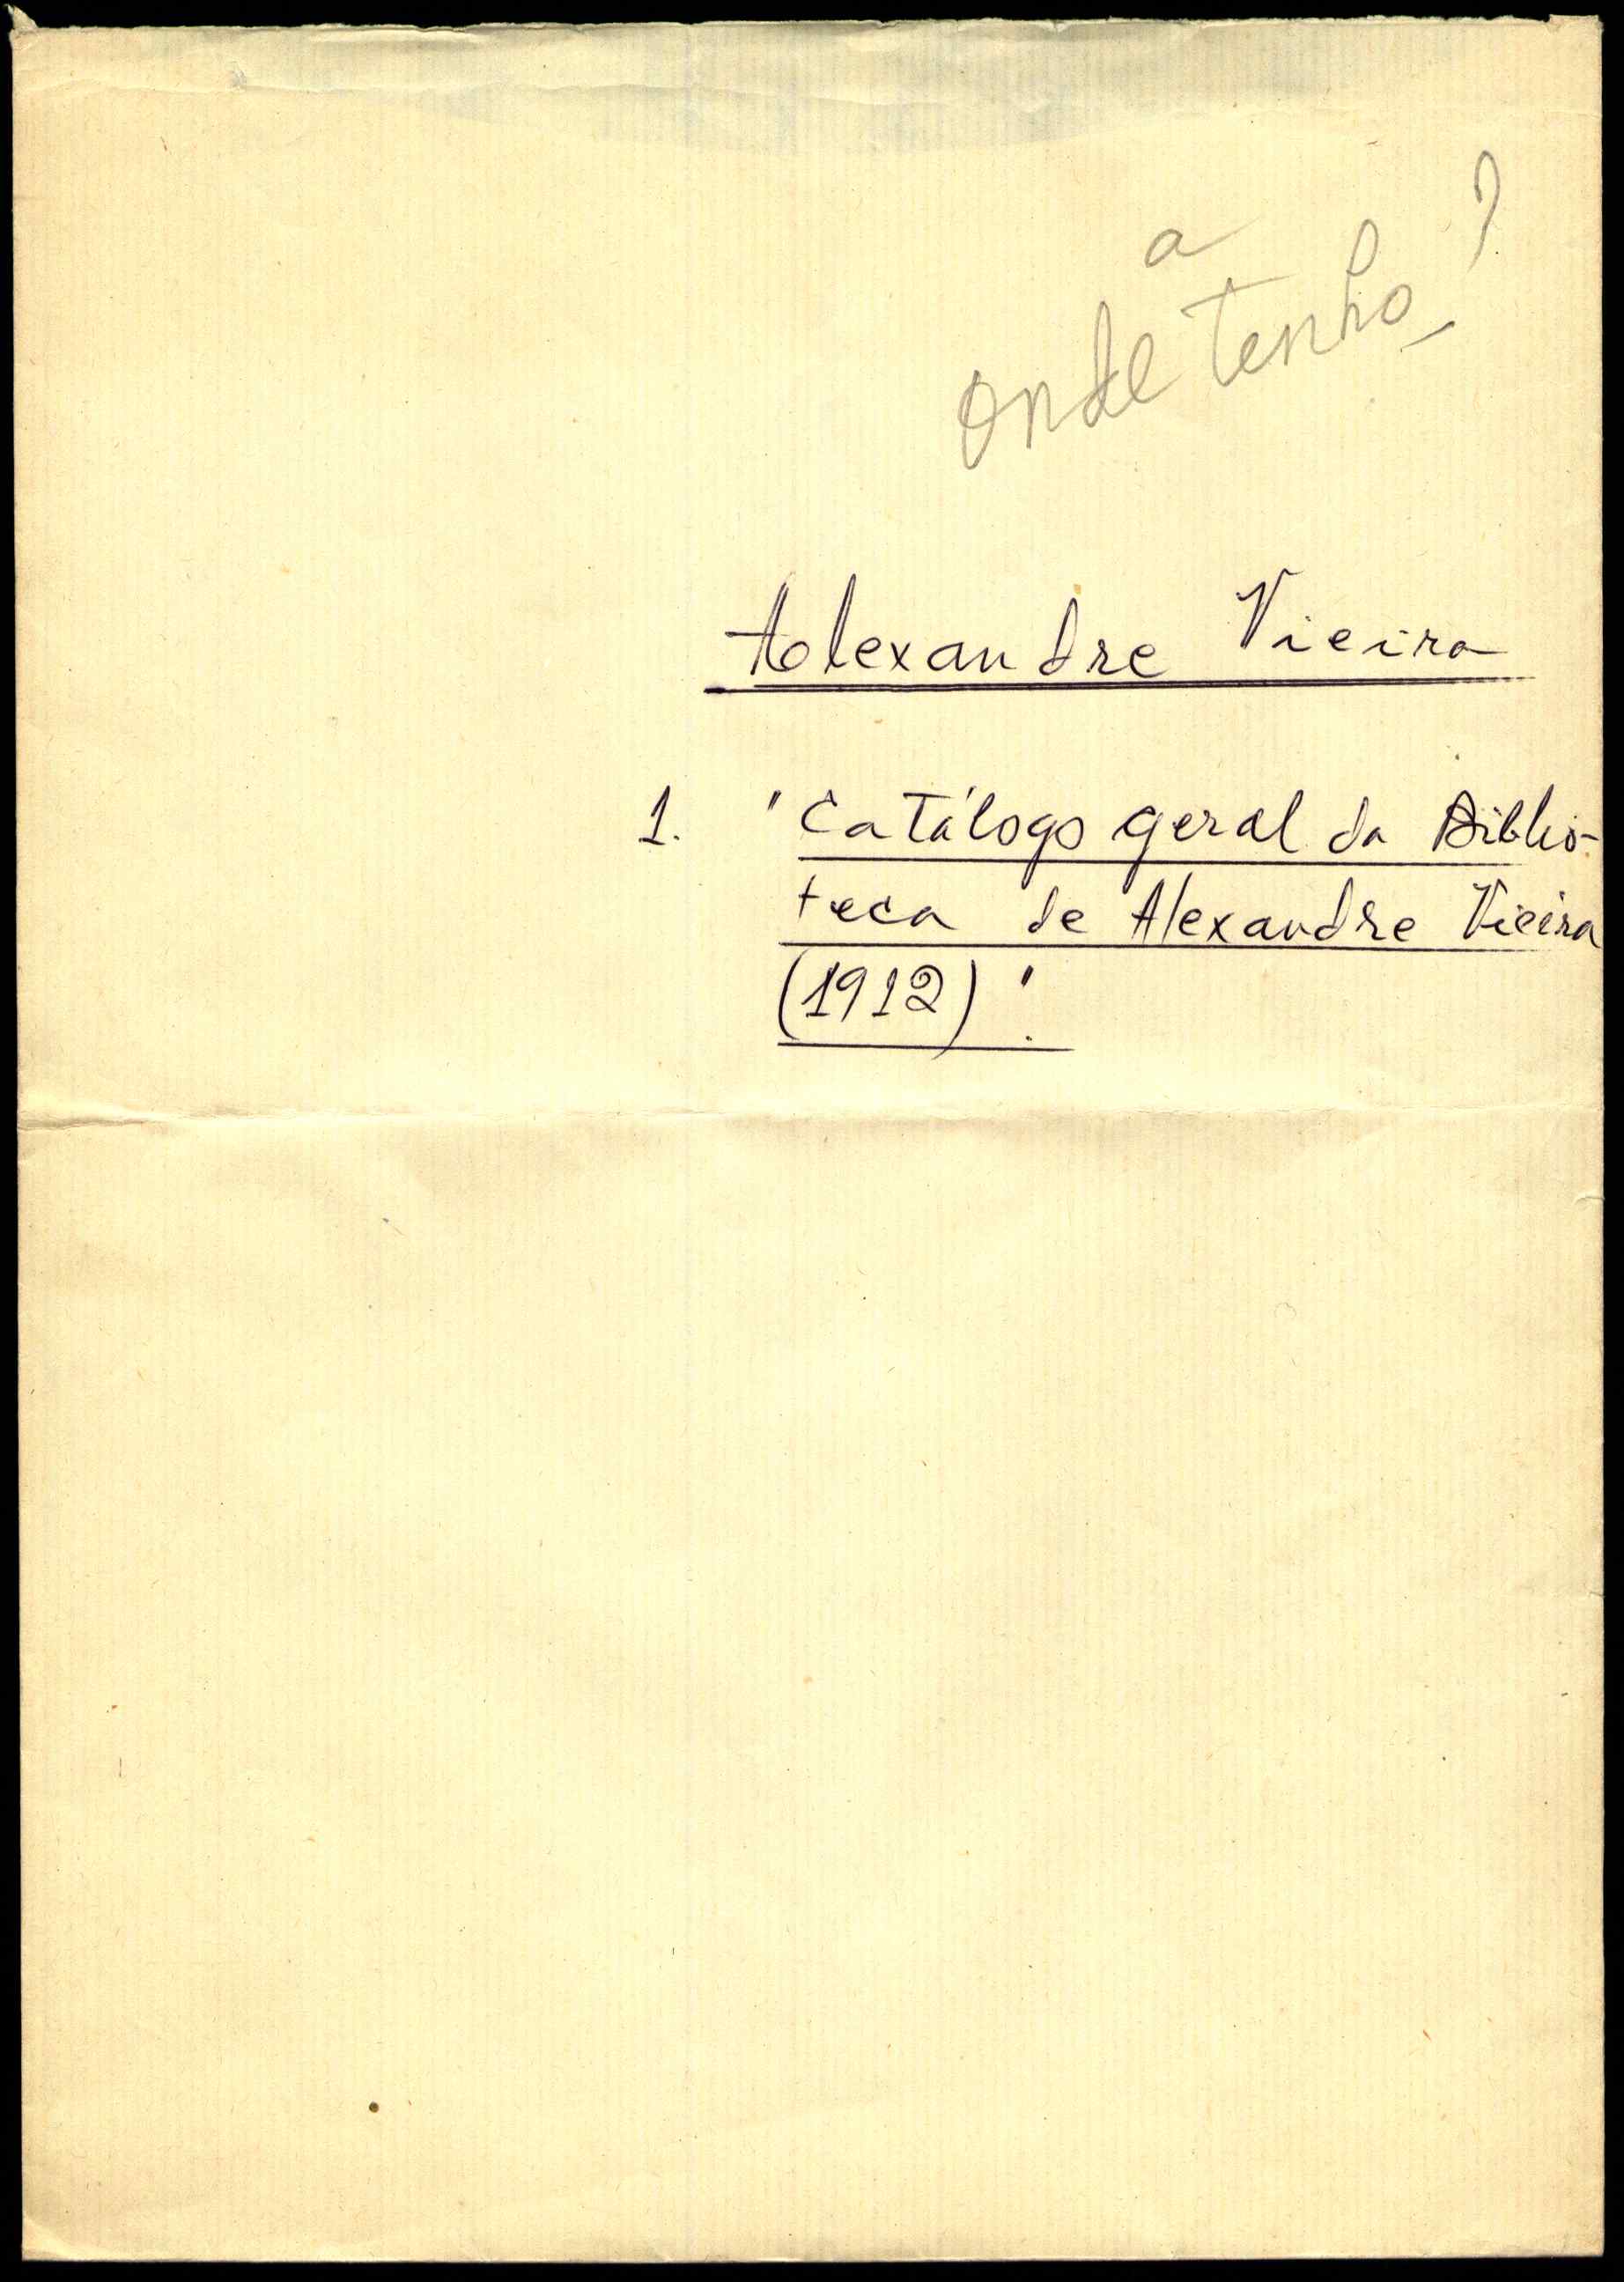 a
onde tenho ?
Alexandre Vieira
1. "Catálogo geral da Biblio-
teca de Alexandre Vieira
(1912)".